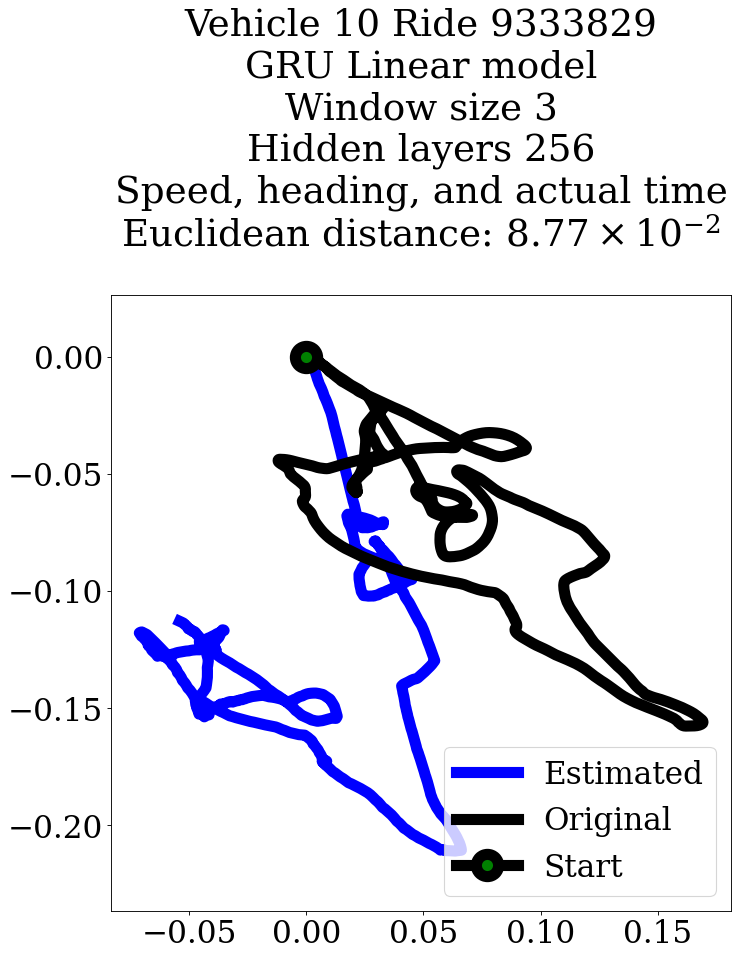 Vehicle 10 Ride 9333829
GRU Linear model
Window size 3
Hidden layers 256
Speed, heading, and actual time
Euclidean distance: 8.77 × 10⁻²
0.00
−0.05
−0.10
−0.15
−0.20
Estimated
Original
Start
−0.05 0.00 0.05 0.10 0.15